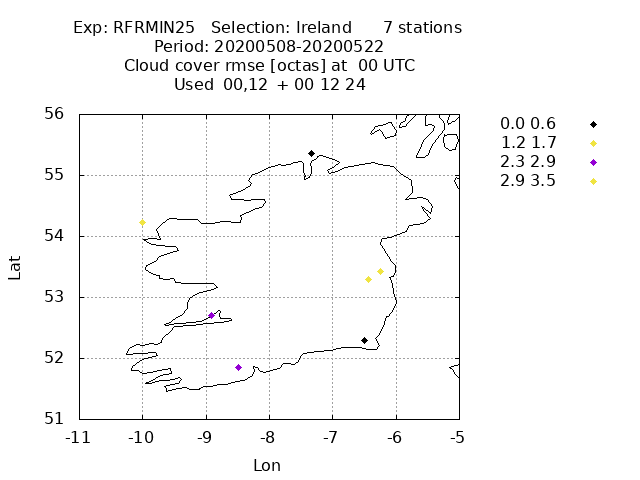 Exp: RFRMIN25   Selection: Ireland      7 stations
Period: 20200508-20200522
Cloud cover rmse [octas] at  00 UTC
Used  00,12  + 00 12 24
0.0 0.6
1.2 1.7
2.3 2.9
2.9 3.5
56
55
54
53
52
51
Lat
-11 -10 -9 -8 -7 -6 -5
Lon